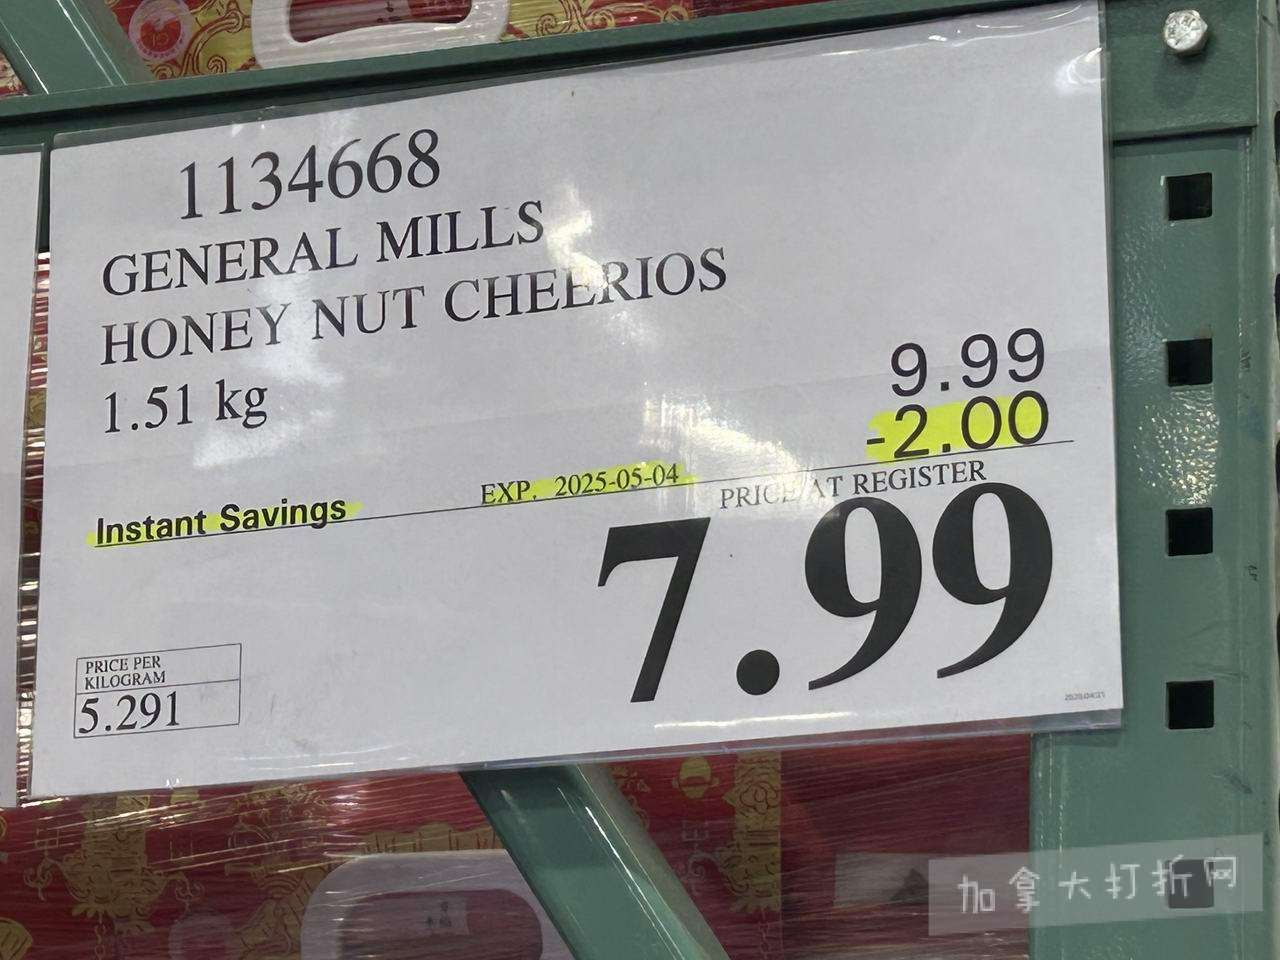 1134668
GENERAL MILLS
HONEY NUT CHEERIOS
1.51 kg
9.99
-2.00
Instant Savings
EXP. 2025-05-04
PRICE AT REGISTER
7.99
PRICE PER
KILOGRAM
5.291
加拿大打折网